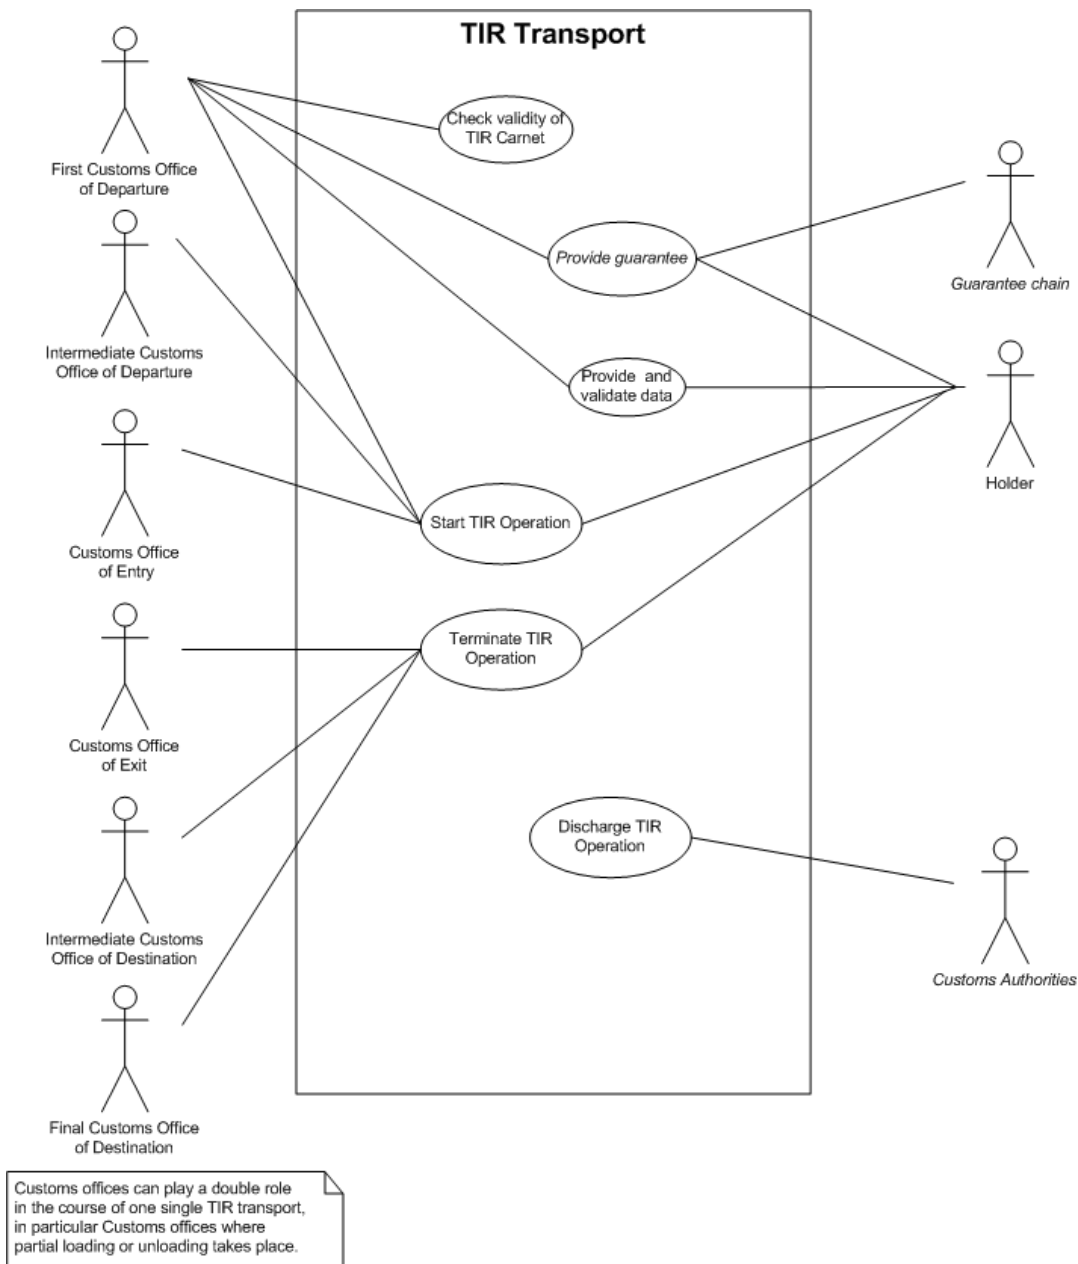 TIR Transport
First Customs Office
of Departure
Check validity of
TIR Carnet
Intermediate Customs
Office of Departure
Provide guarantee
Guarantee chain
Provide and
validate data
Holder
Customs Office
of Entry
Start TIR Operation
Customs Office
of Exit
Terminate TIR
Operation
Intermediate Customs
Office of Destination
Discharge TIR
Operation
Customs Authorities
Final Customs Office
of Destination
Customs offices can play a double role
in the course of one single TIR transport,
in particular Customs offices where
partial loading or unloading takes place.